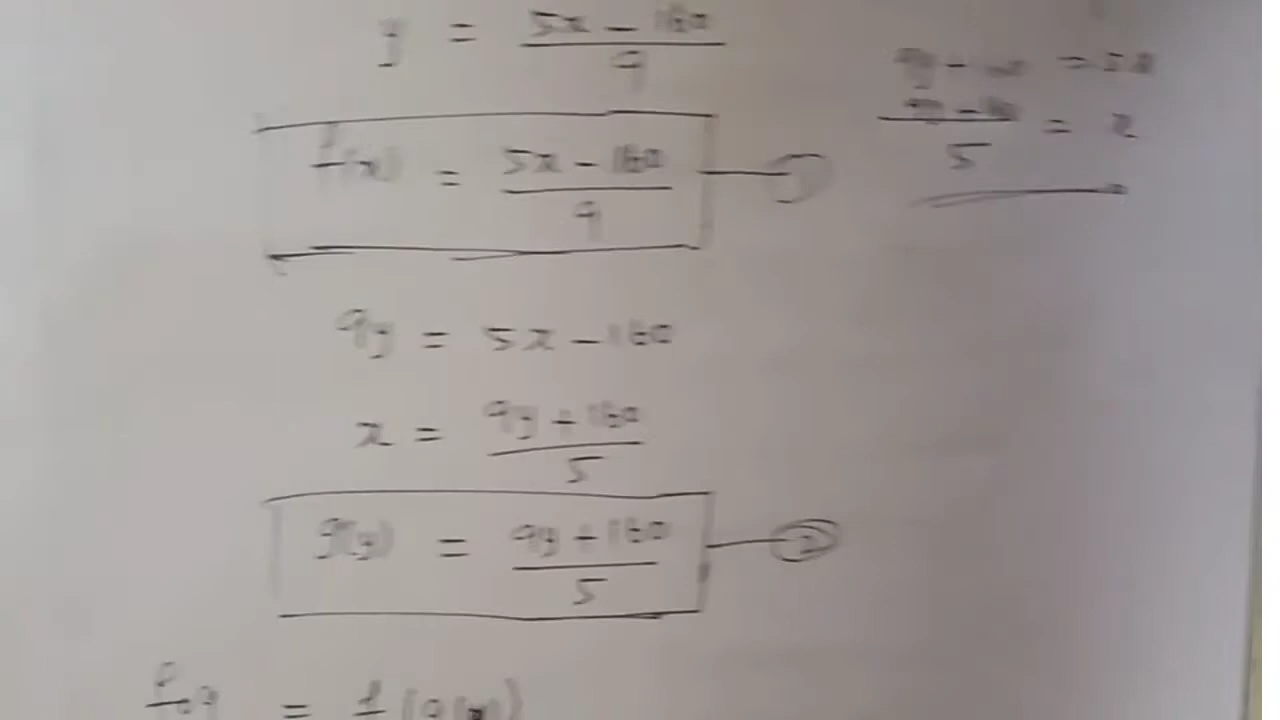 y = 5x - 160 / 9
f(x) = 5x - 160 / 9 — 1
9y = 5x - 160
x = 9y + 160 / 5
g(y) = 9y + 160 / 5 — 2
fog = f(g(y))
9y - 160 = 5x
9y - 160 / 5 = x